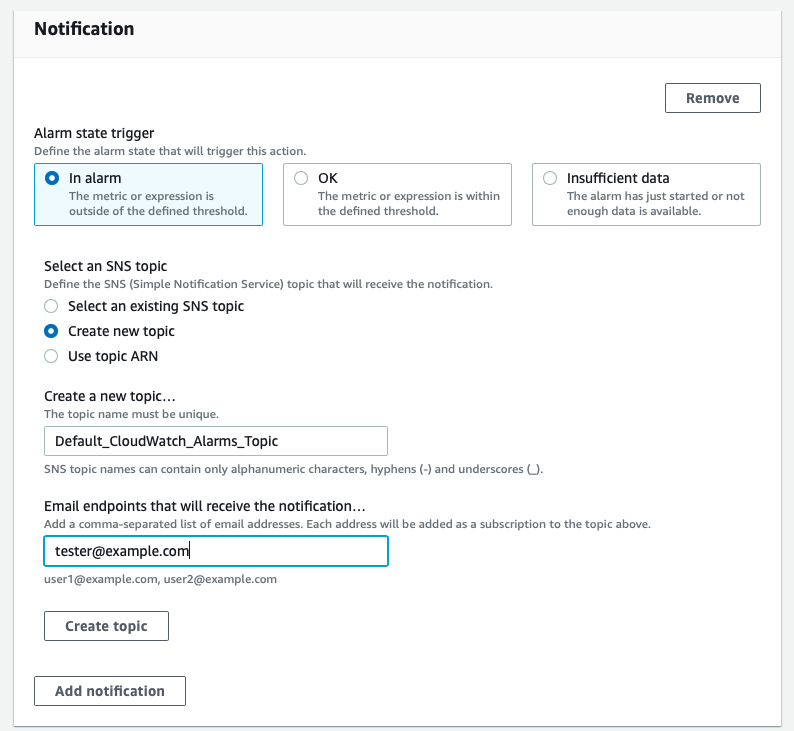 Notification
Remove
Alarm state trigger
Define the alarm state that will trigger this action.
In alarm
The metric or expression is
outside of the defined threshold.
OK
The metric or expression is within
the defined threshold.
Insufficient data
The alarm has just started or not
enough data is available.
Select an SNS topic
Define the SNS (Simple Notification Service) topic that will receive the notification.
Select an existing SNS topic
Create new topic
Use topic ARN
Create a new topic…
The topic name must be unique.
Default_CloudWatch_Alarms_Topic
SNS topic names can contain only alphanumeric characters, hyphens (-) and underscores (_).
Email endpoints that will receive the notification…
Add a comma-separated list of email addresses. Each address will be added as a subscription to the topic above.
tester@example.com
user1@example.com, user2@example.com
Create topic
Add notification